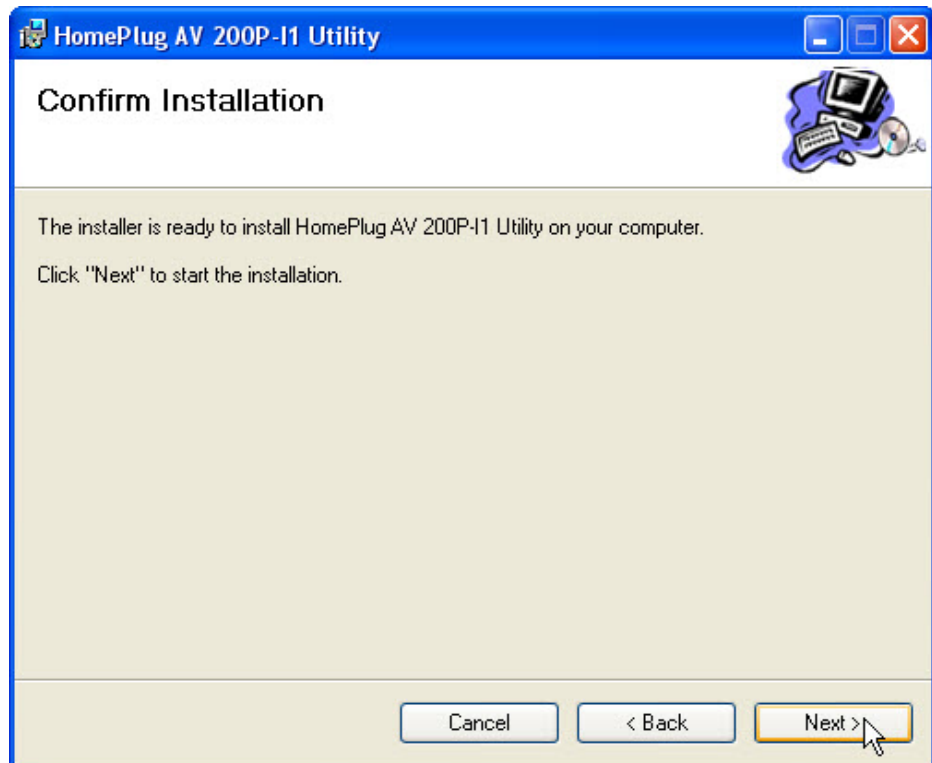 HomePlug AV 200P-I1 Utility
Confirm Installation
The installer is ready to install HomePlug AV 200P-I1 Utility on your computer.
Click "Next" to start the installation.
Cancel
< Back
Next >